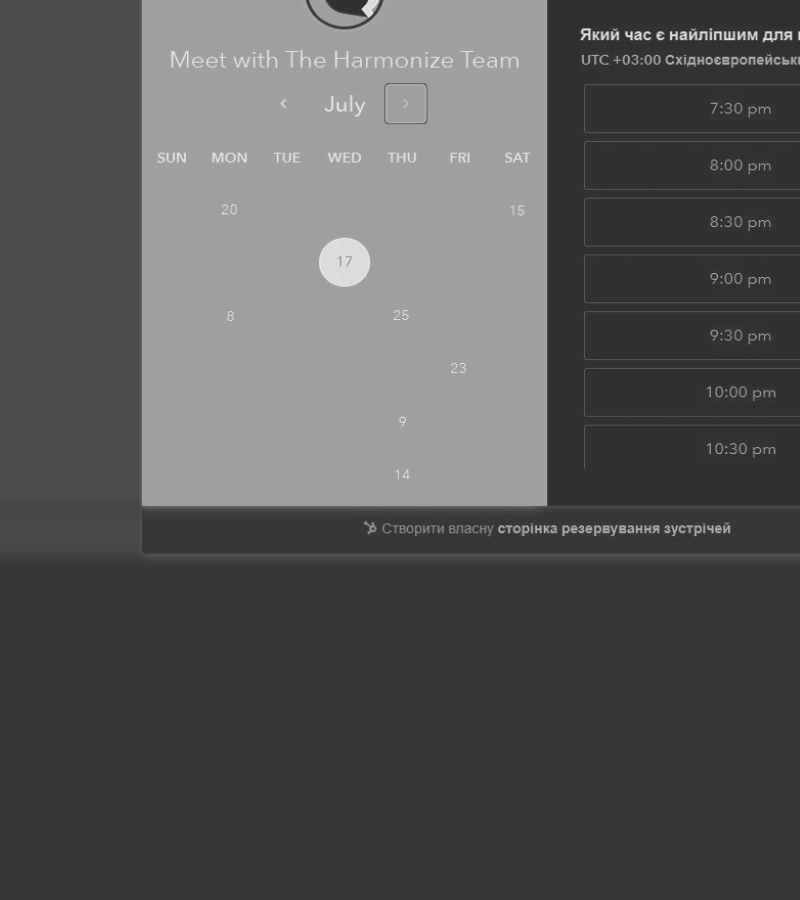 Meet with The Harmonize Team
July
SUN MON TUE WED THU FRI SAT
20 15
17
8 25
23
9
14
Який час є найліпшим для
UTC +03:00 Східноєвропейськ
7:30 pm
8:00 pm
8:30 pm
9:00 pm
9:30 pm
10:00 pm
10:30 pm
Створити власну сторінка резервування зустрічей